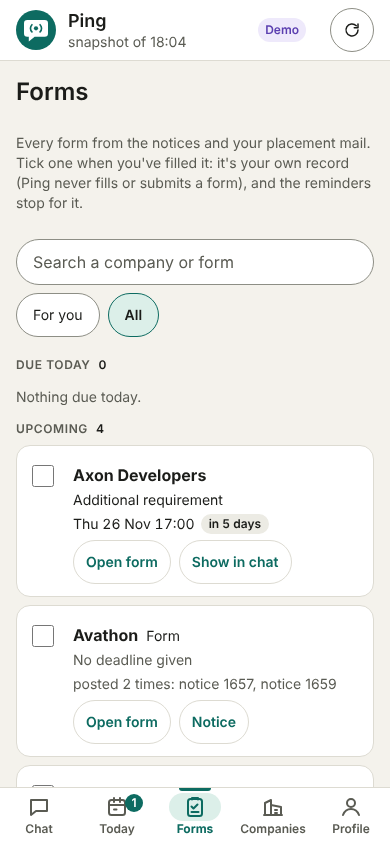 Ping
snapshot of 18:04
Demo
Forms
Every form from the notices and your placement mail.
Tick one when you've filled it: it's your own record
(Ping never fills or submits a form), and the reminders
stop for it.
Search a company or form
For you
All
DUE TODAY 0
Nothing due today.
UPCOMING 4
Axon Developers
Additional requirement
Thu 26 Nov 17:00 in 5 days
Open form
Show in chat
Avathon Form
No deadline given
posted 2 times: notice 1657, notice 1659
Open form
Notice
1
Chat
Today
Forms
Companies
Profile